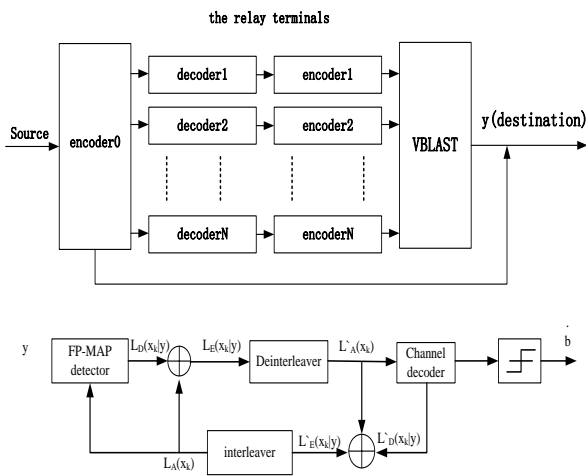 the relay terminals
decoder1 encoder1
Source encoder0 decoder2 encoder2 VBLAST y(destination)
decoderN encoderN
y FP-MAP detector L_D(x_k|y) L_E(x_k|y) Deinterleaver L`_A(x_k) Channel decoder b
L_A(x_k) interleaver L`_E(x_k|y) L`_D(x_k|y)